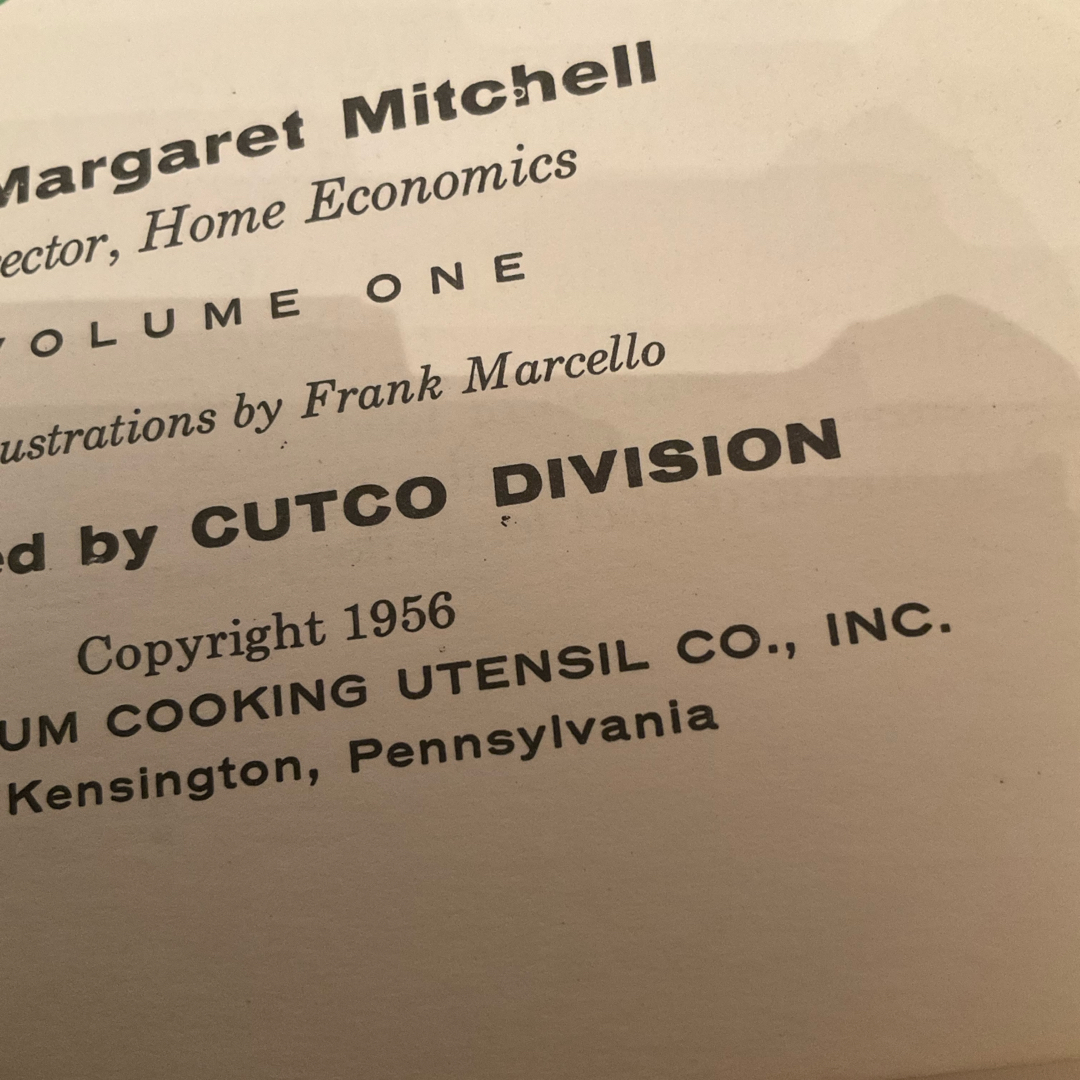 Margaret Mitchell
ector, Home Economics
VOLUME ONE
ustrations by Frank Marcello
ed by CUTCO DIVISION
Copyright 1956
UM COOKING UTENSIL CO., INC.
Kensington, Pennsylvania